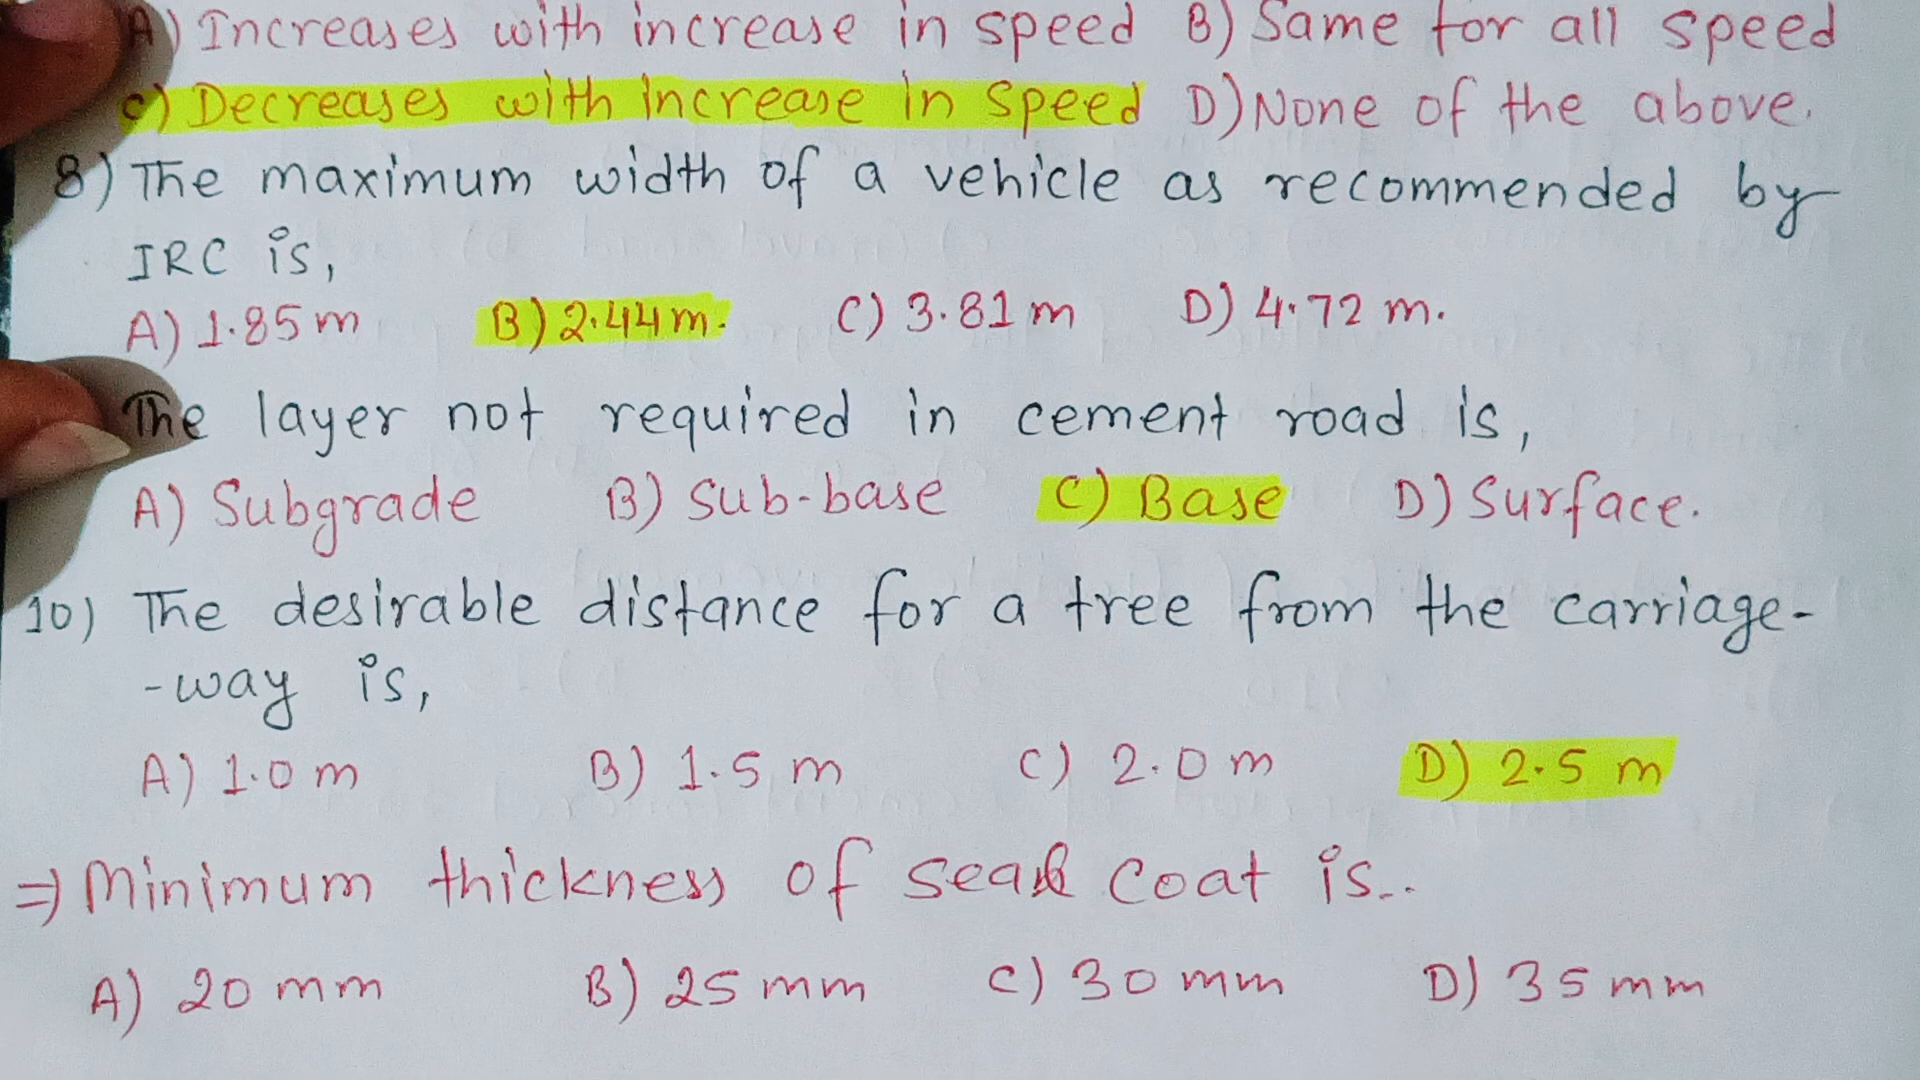 A) Increases with increase in speed B) Same for all speed
C) Decreases with increase in speed D) None of the above.
8) The maximum width of a vehicle as recommended by
IRC is,
A) 1.85 m B) 2.44 m. C) 3.81 m D) 4.72 m.
The layer not required in cement road is,
A) Subgrade B) Sub-base C) Base D) Surface.
10) The desirable distance for a tree from the carriage-
-way is,
A) 1.0 m B) 1.5 m C) 2.0 m D) 2.5 m
⇒ Minimum thickness of seal coat is..
A) 20 mm B) 25 mm C) 30 mm D) 35 mm